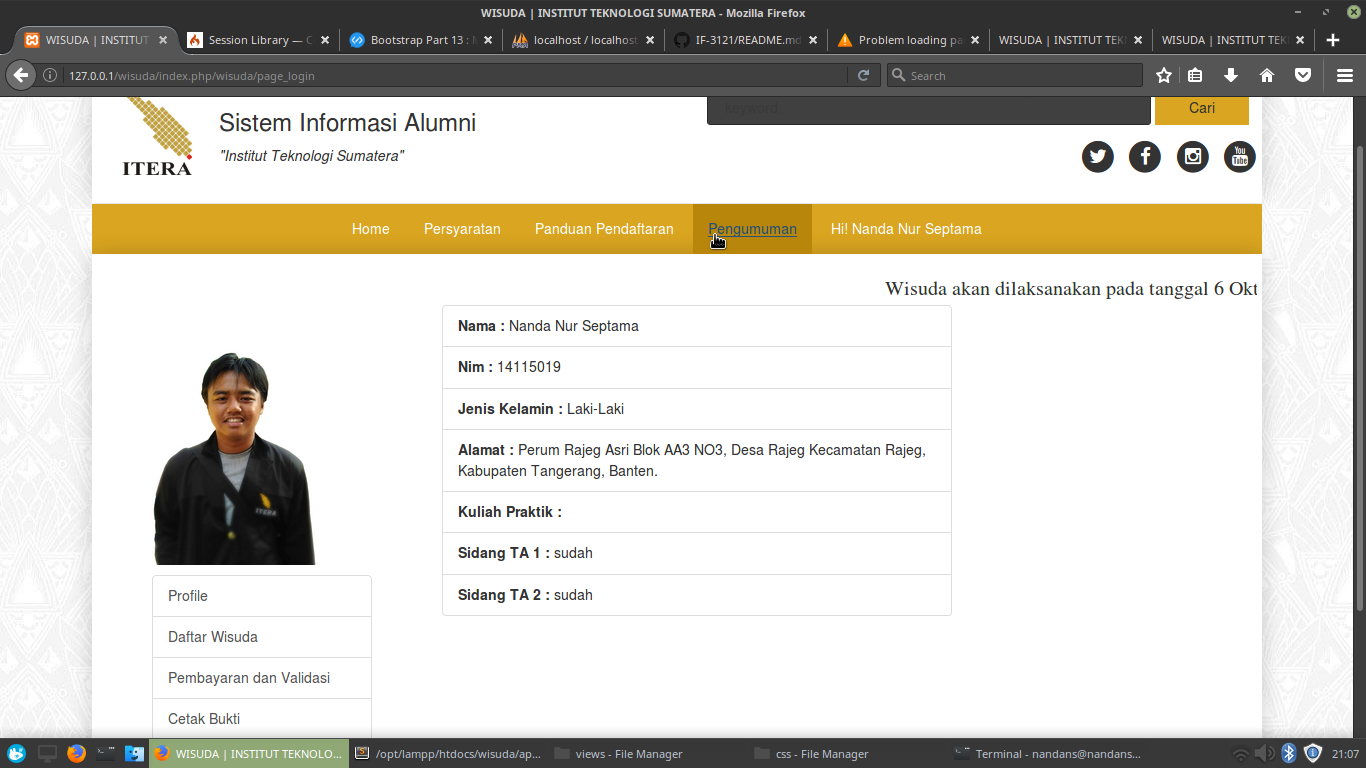 WISUDA | INSTITUT TEKNOLOGI SUMATERA - Mozilla Firefox
WISUDA | INSTITUT
Session Library — C
Bootstrap Part 13 :
localhost / localhost
IF-3121/README.md
Problem loading pa
WISUDA | INSTITUT TEK
WISUDA | INSTITUT TEK
127.0.0.1/wisuda/index.php/wisuda/page_login
Search
ITERA
Sistem Informasi Alumni
"Institut Teknologi Sumatera"
keyword
Cari
You Tube
Home
Persyaratan
Panduan Pendaftaran
Pengumuman
Hi! Nanda Nur Septama
Wisuda akan dilaksanakan pada tanggal 6 Okt
Nama : Nanda Nur Septama
Nim : 14115019
Jenis Kelamin : Laki-Laki
Alamat : Perum Rajeg Asri Blok AA3 NO3, Desa Rajeg Kecamatan Rajeg,
Kabupaten Tangerang, Banten.
Kuliah Praktik :
Sidang TA 1 : sudah
Sidang TA 2 : sudah
ITERA
Profile
Daftar Wisuda
Pembayaran dan Validasi
Cetak Bukti
WISUDA | INSTITUT TEKNOLO...
/opt/lampp/htdocs/wisuda/ap...
views - File Manager
css - File Manager
Terminal - nandans@nandans...
21:07